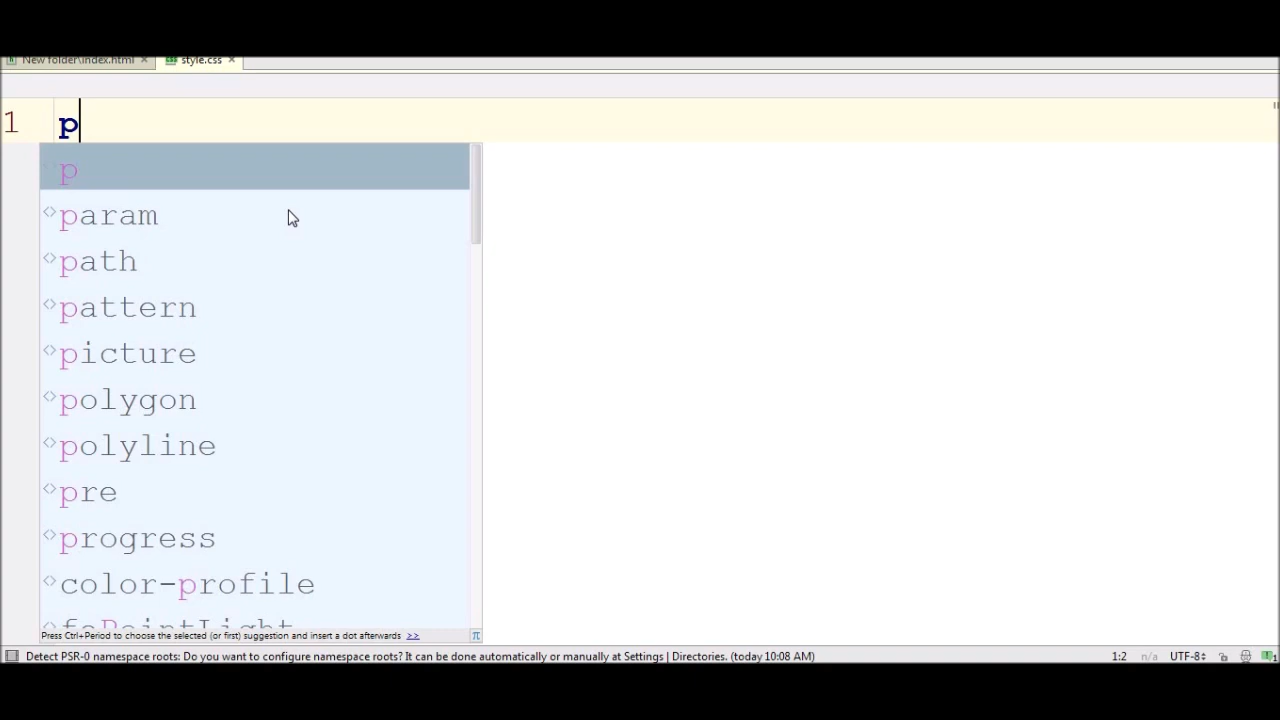 New folder\index.html
style.css
1 p
p
param
path
pattern
picture
polygon
polyline
pre
progress
color-profile
fePointLight
Press Ctrl+Period to choose the selected (or first) suggestion and insert a dot afterwards >> π
Detect PSR-0 namespace roots: Do you want to configure namespace roots? It can be done automatically or manually at Settings | Directories. (today 10:08 AM) 1:2 n/a UTF-8